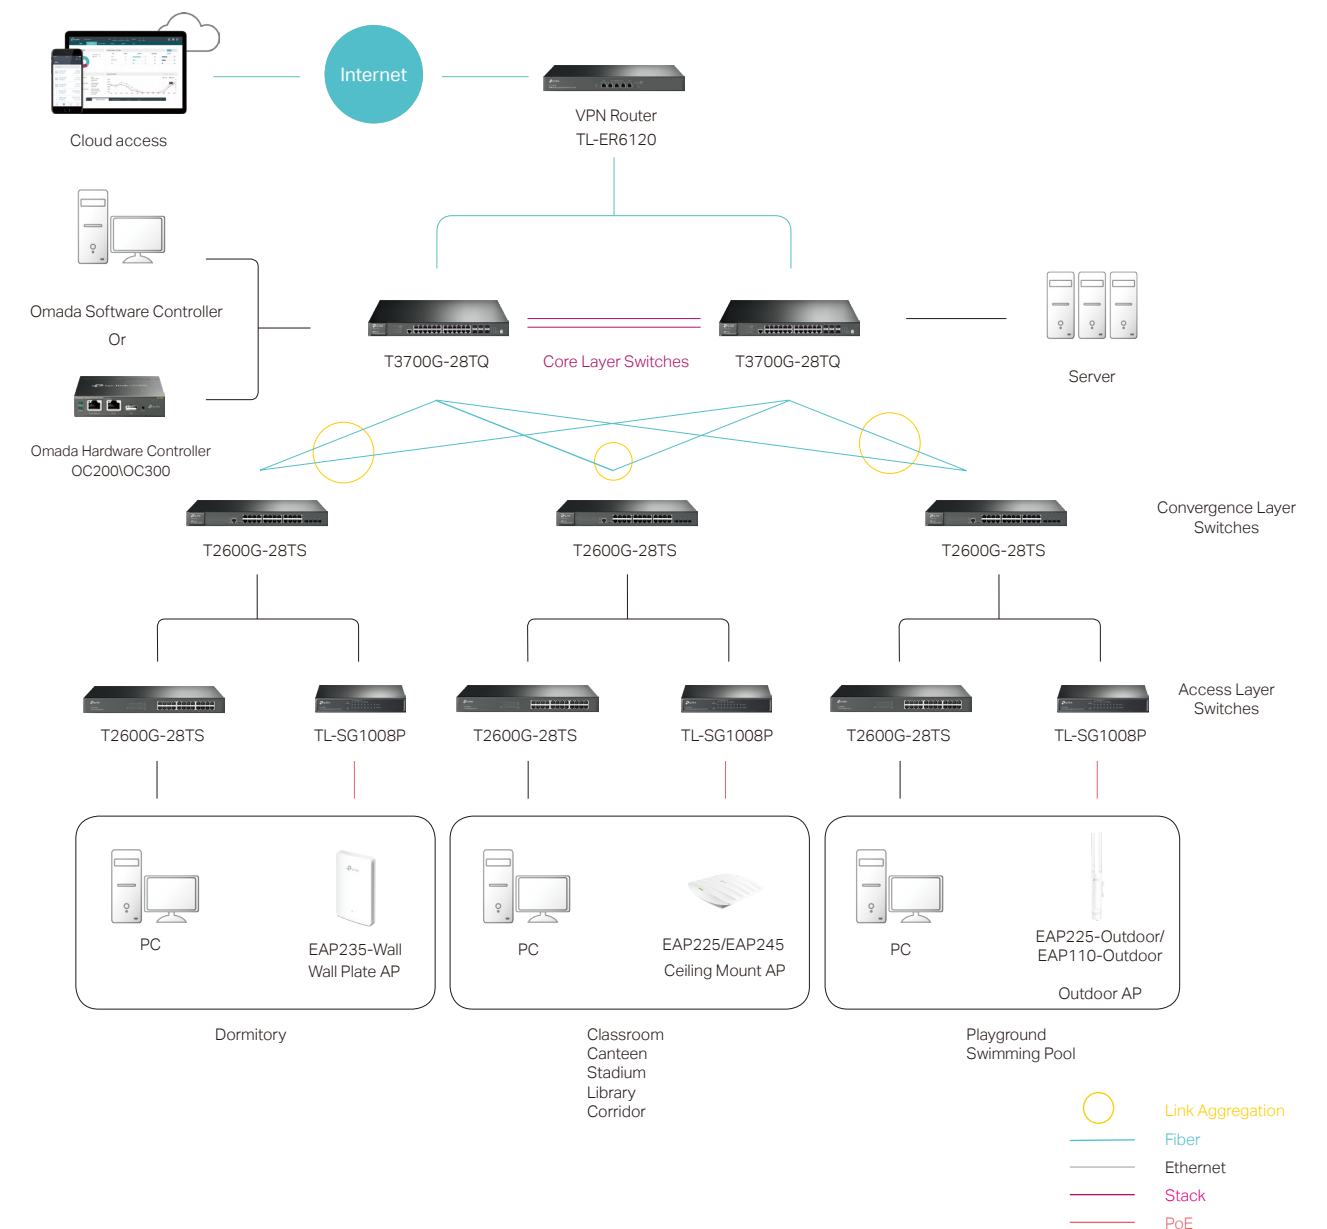 Cloud access
Internet
VPN Router
TL-ER6120
Omada Software Controller
Or
Omada Hardware Controller
OC200\OC300
T3700G-28TQ
Core Layer Switches
T3700G-28TQ
Server
T2600G-28TS
T2600G-28TS
T2600G-28TS
Convergence Layer
Switches
T2600G-28TS
TL-SG1008P
T2600G-28TS
TL-SG1008P
T2600G-28TS
TL-SG1008P
Access Layer
Switches
PC
EAP235-Wall
Wall Plate AP
PC
EAP225/EAP245
Ceiling Mount AP
PC
EAP225-Outdoor/
EAP110-Outdoor
Outdoor AP
Dormitory
Classroom
Canteen
Stadium
Library
Corridor
Playground
Swimming Pool
Link Aggregation
Fiber
Ethernet
Stack
PoE